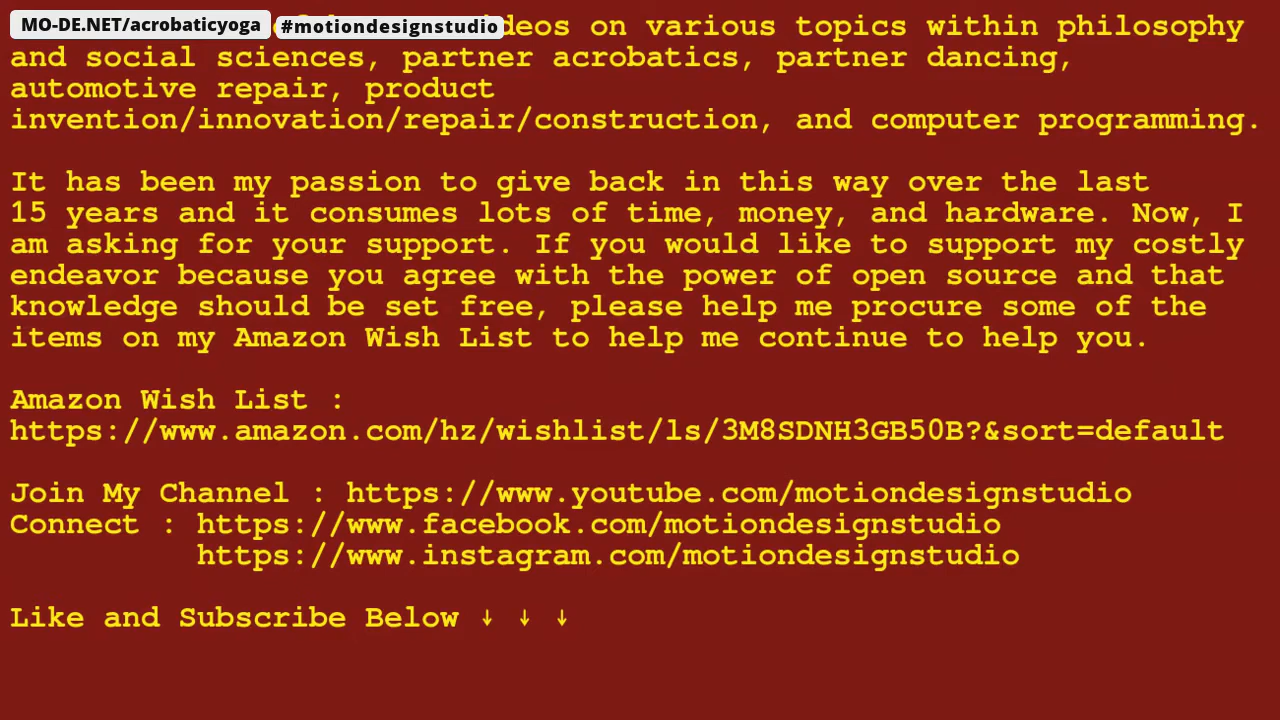 MO-DE.NET/acrobaticyoga #motiondesignstudio on various topics within philosophy
and social sciences, partner acrobatics, partner dancing,
automotive repair, product
invention/innovation/repair/construction, and computer programming.
It has been my passion to give back in this way over the last
15 years and it consumes lots of time, money, and hardware. Now, I
am asking for your support. If you would like to support my costly
endeavor because you agree with the power of open source and that
knowledge should be set free, please help me procure some of the
items on my Amazon Wish List to help me continue to help you.
Amazon Wish List :
https://www.amazon.com/hz/wishlist/ls/3M8SDNH3GB50B?&sort=default
Join My Channel : https://www.youtube.com/motiondesignstudio
Connect : https://www.facebook.com/motiondesignstudio
https://www.instagram.com/motiondesignstudio
Like and Subscribe Below ↓ ↓ ↓